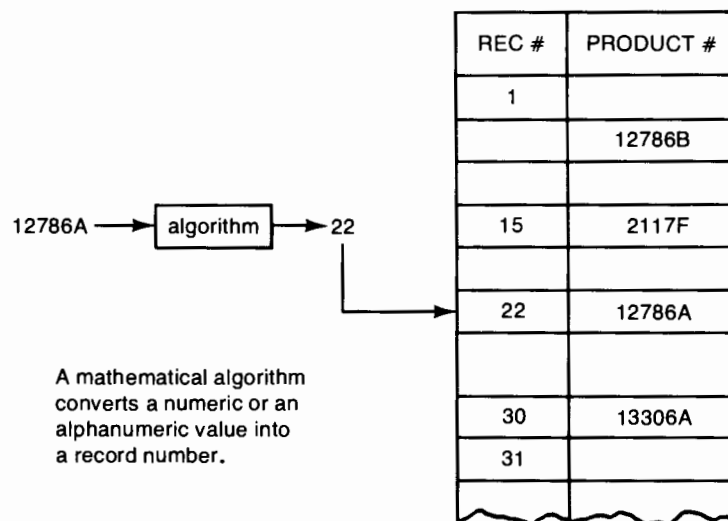 REC # PRODUCT #
1
12786B
12786A algorithm 22
15 2117F
22 12786A
A mathematical algorithm
converts a numeric or an
alphanumeric value into
a record number.
30 13306A
31